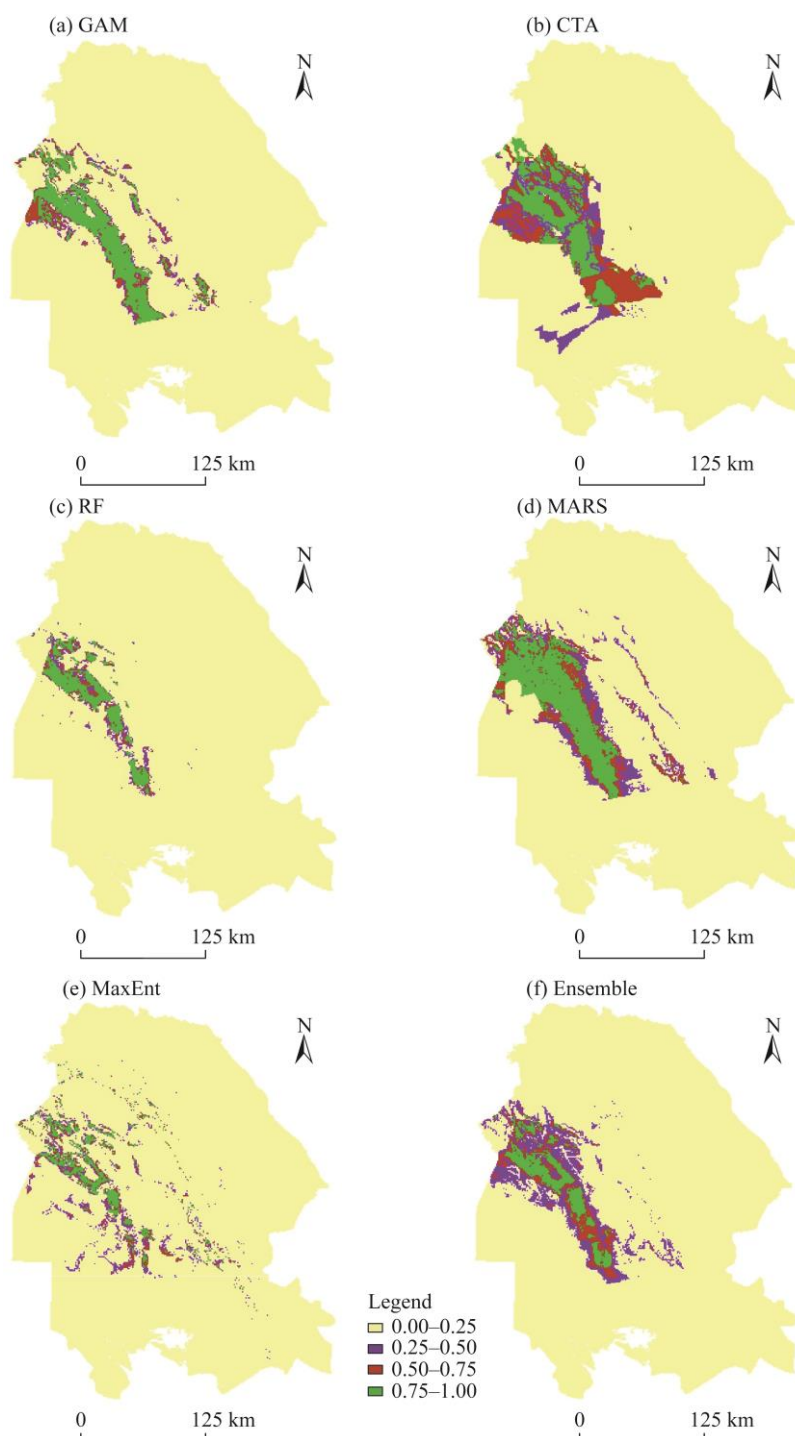 (a) GAM
(b) CTA
N
N
0 125 km
0 125 km
(c) RF
(d) MARS
N
N
0 125 km
0 125 km
(e) MaxEnt
(f) Ensemble
N
N
Legend
0.00–0.25
0.25–0.50
0.50–0.75
0.75–1.00
0 125 km
0 125 km